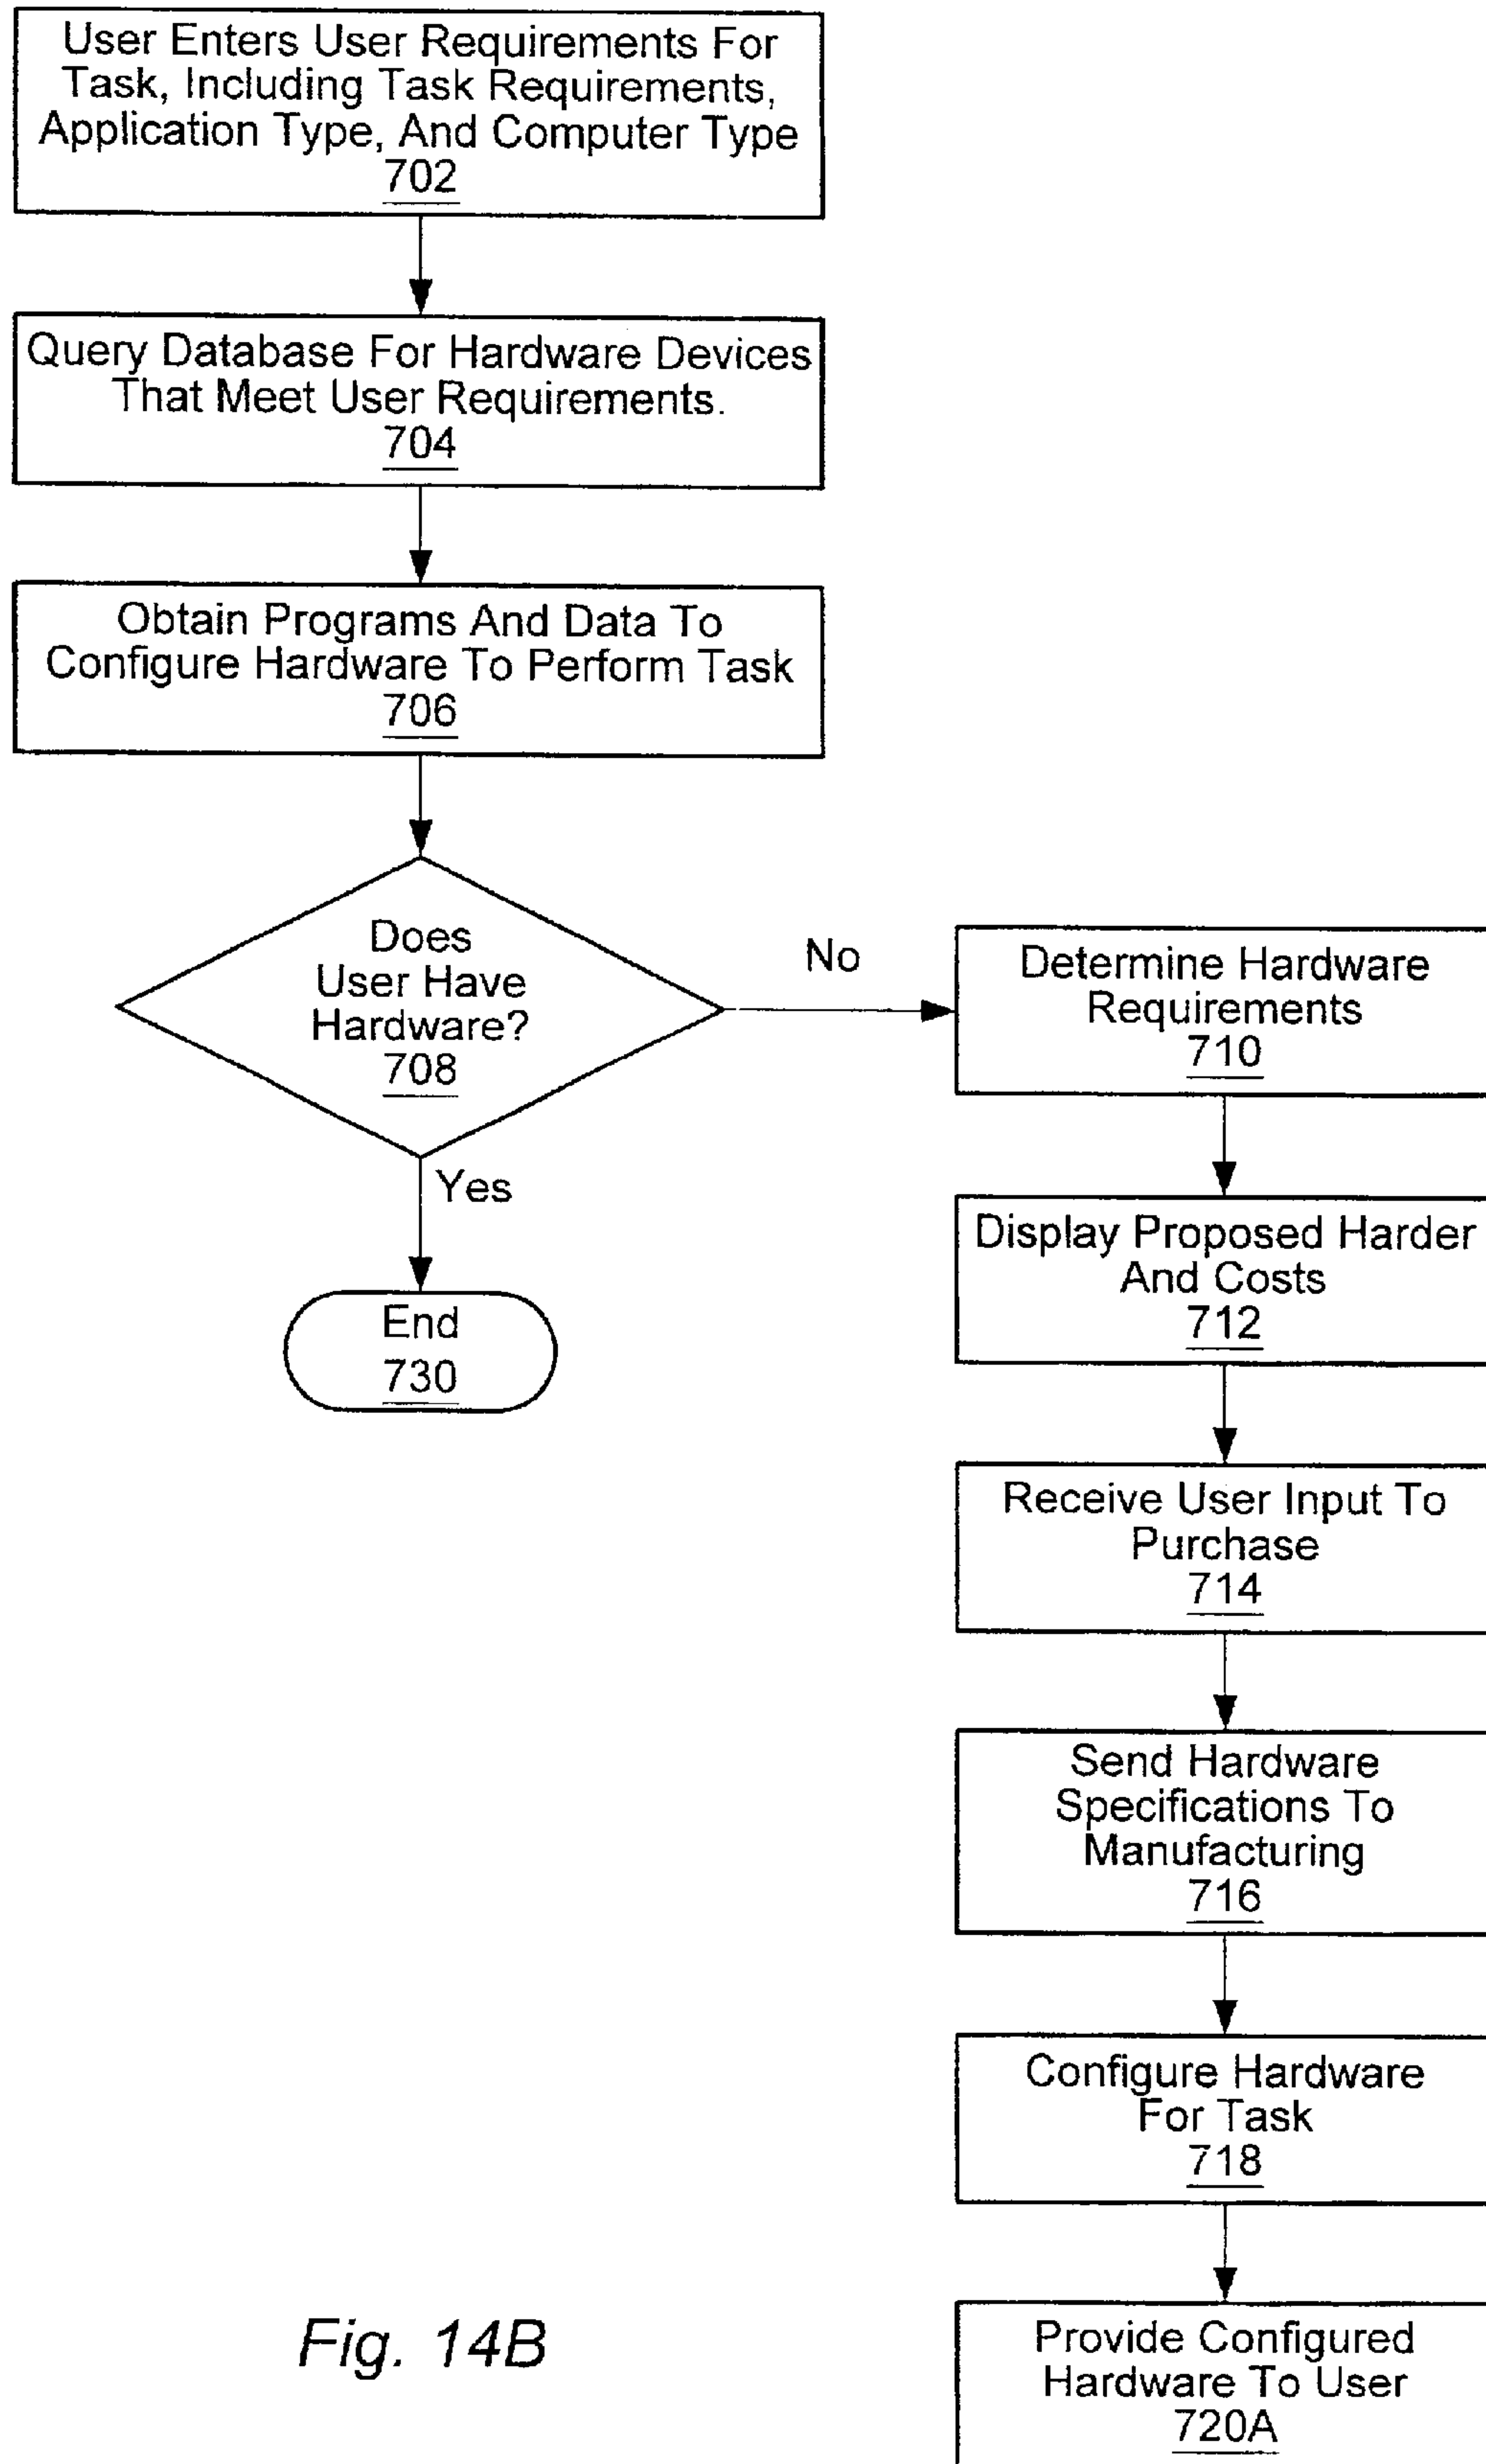 User Enters User Requirements For
Task, Including Task Requirements,
Application Type, And Computer Type
702
Query Database For Hardware Devices
That Meet User Requirements.
704
Obtain Programs And Data To
Configure Hardware To Perform Task
706
Does
User Have
Hardware?
708
No
Yes
End
730
Determine Hardware
Requirements
710
Display Proposed Harder
And Costs
712
Receive User Input To
Purchase
714
Send Hardware
Specifications To
Manufacturing
716
Configure Hardware
For Task
718
Provide Configured
Hardware To User
720A
Fig. 14B